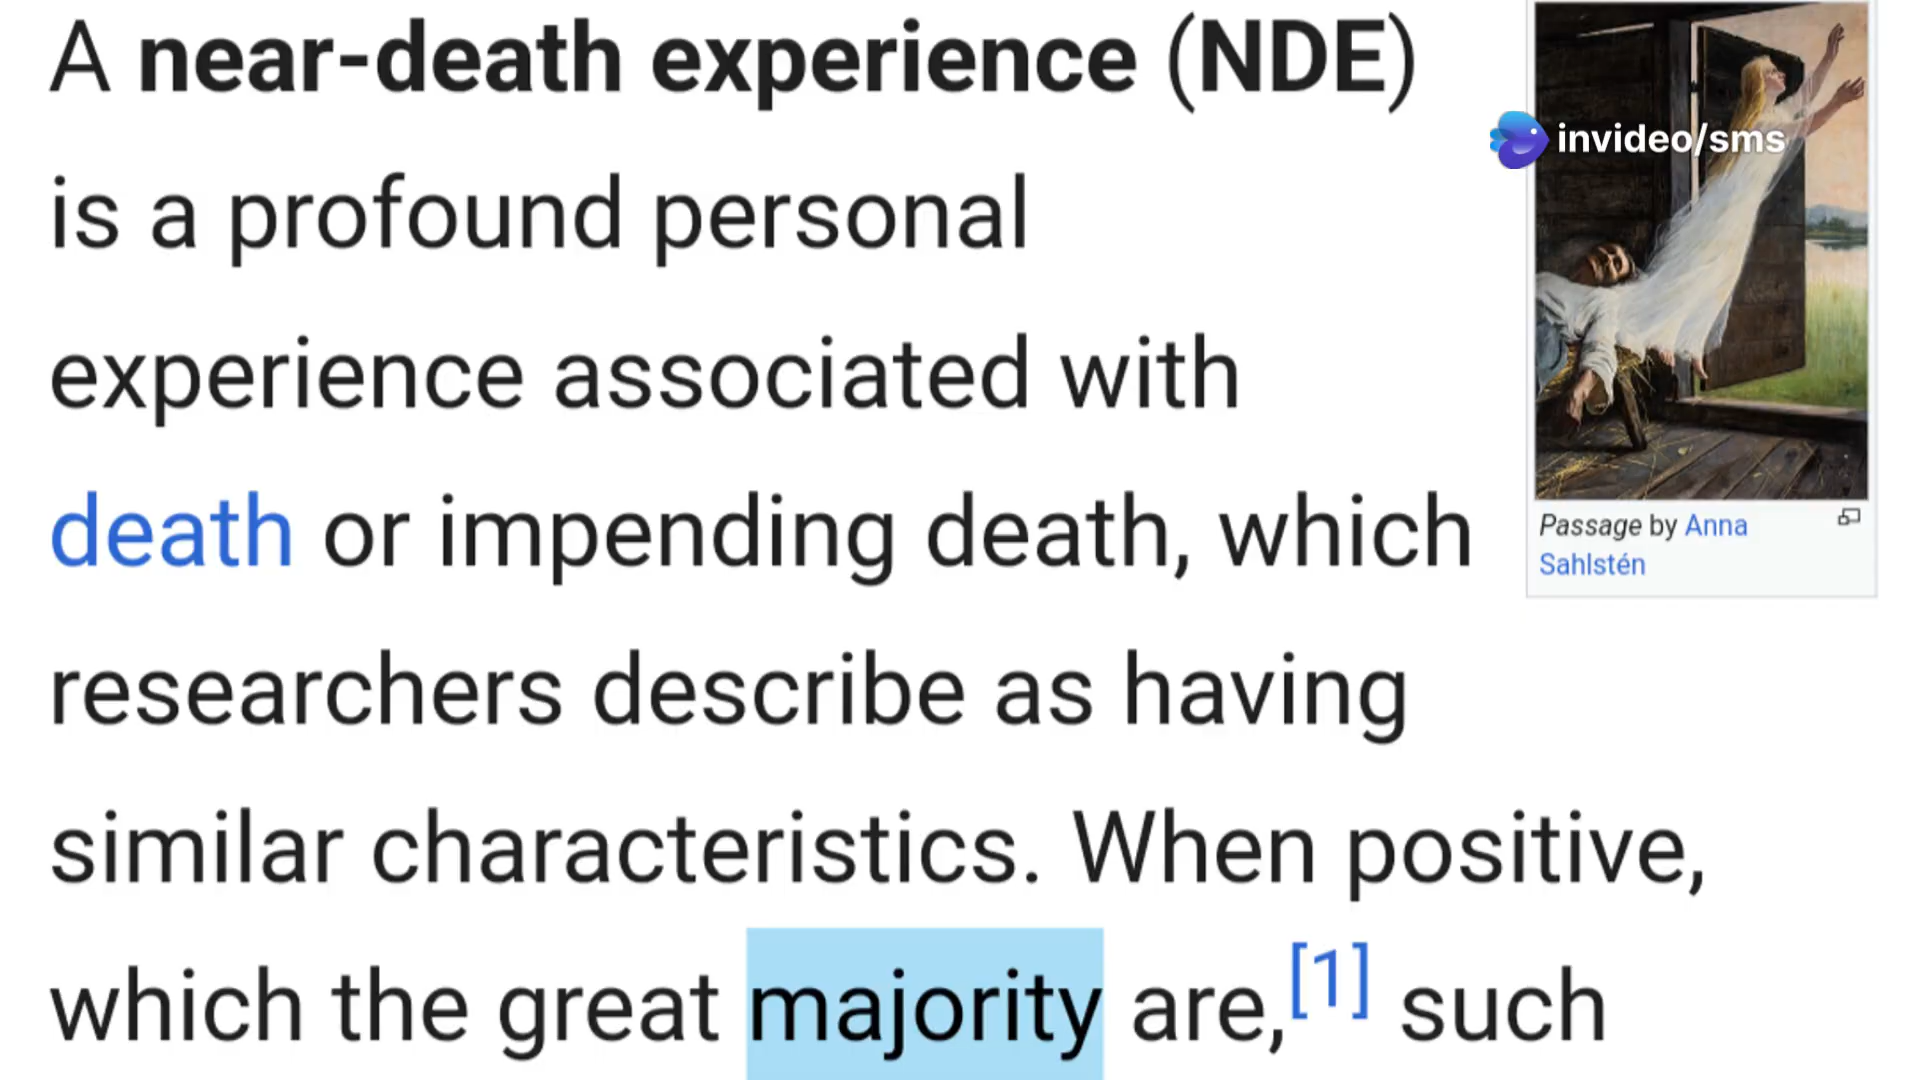 A near-death experience (NDE)
is a profound personal
experience associated with
death or impending death, which
researchers describe as having
similar characteristics. When positive,
which the great majority are,[1] such
invideo/sms
Passage by Anna
Sahlstén